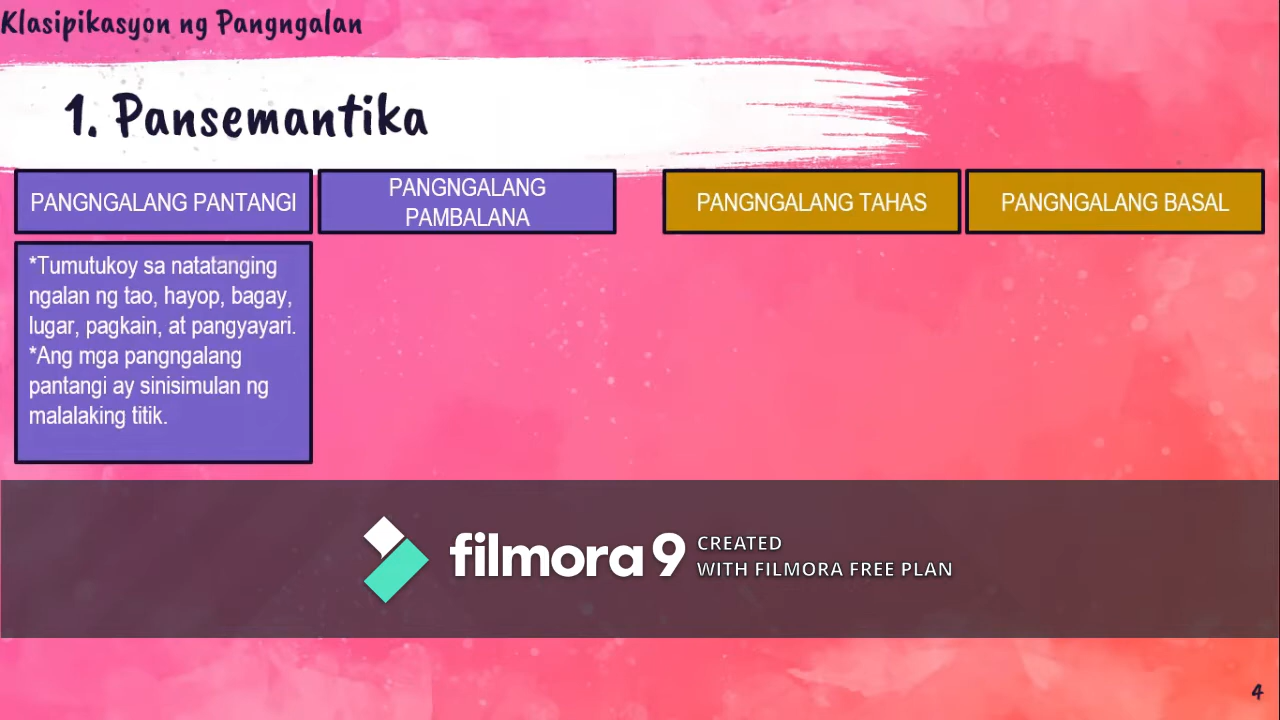 Klasipikasyon ng Pangngalan
1. Pansemantika
PANGNGALANG PANTANGI
PANGNGALANG
PAMBALANA
PANGNGALANG TAHAS
PANGNGALANG BASAL
*Tumutukoy sa natatanging
ngalan ng tao, hayop, bagay,
lugar, pagkain, at pangyayari.
*Ang mga pangngalang
pantangi ay sinisimulan ng
malalaking titik.
filmora 9
CREATED
WITH FILMORA FREE PLAN
4